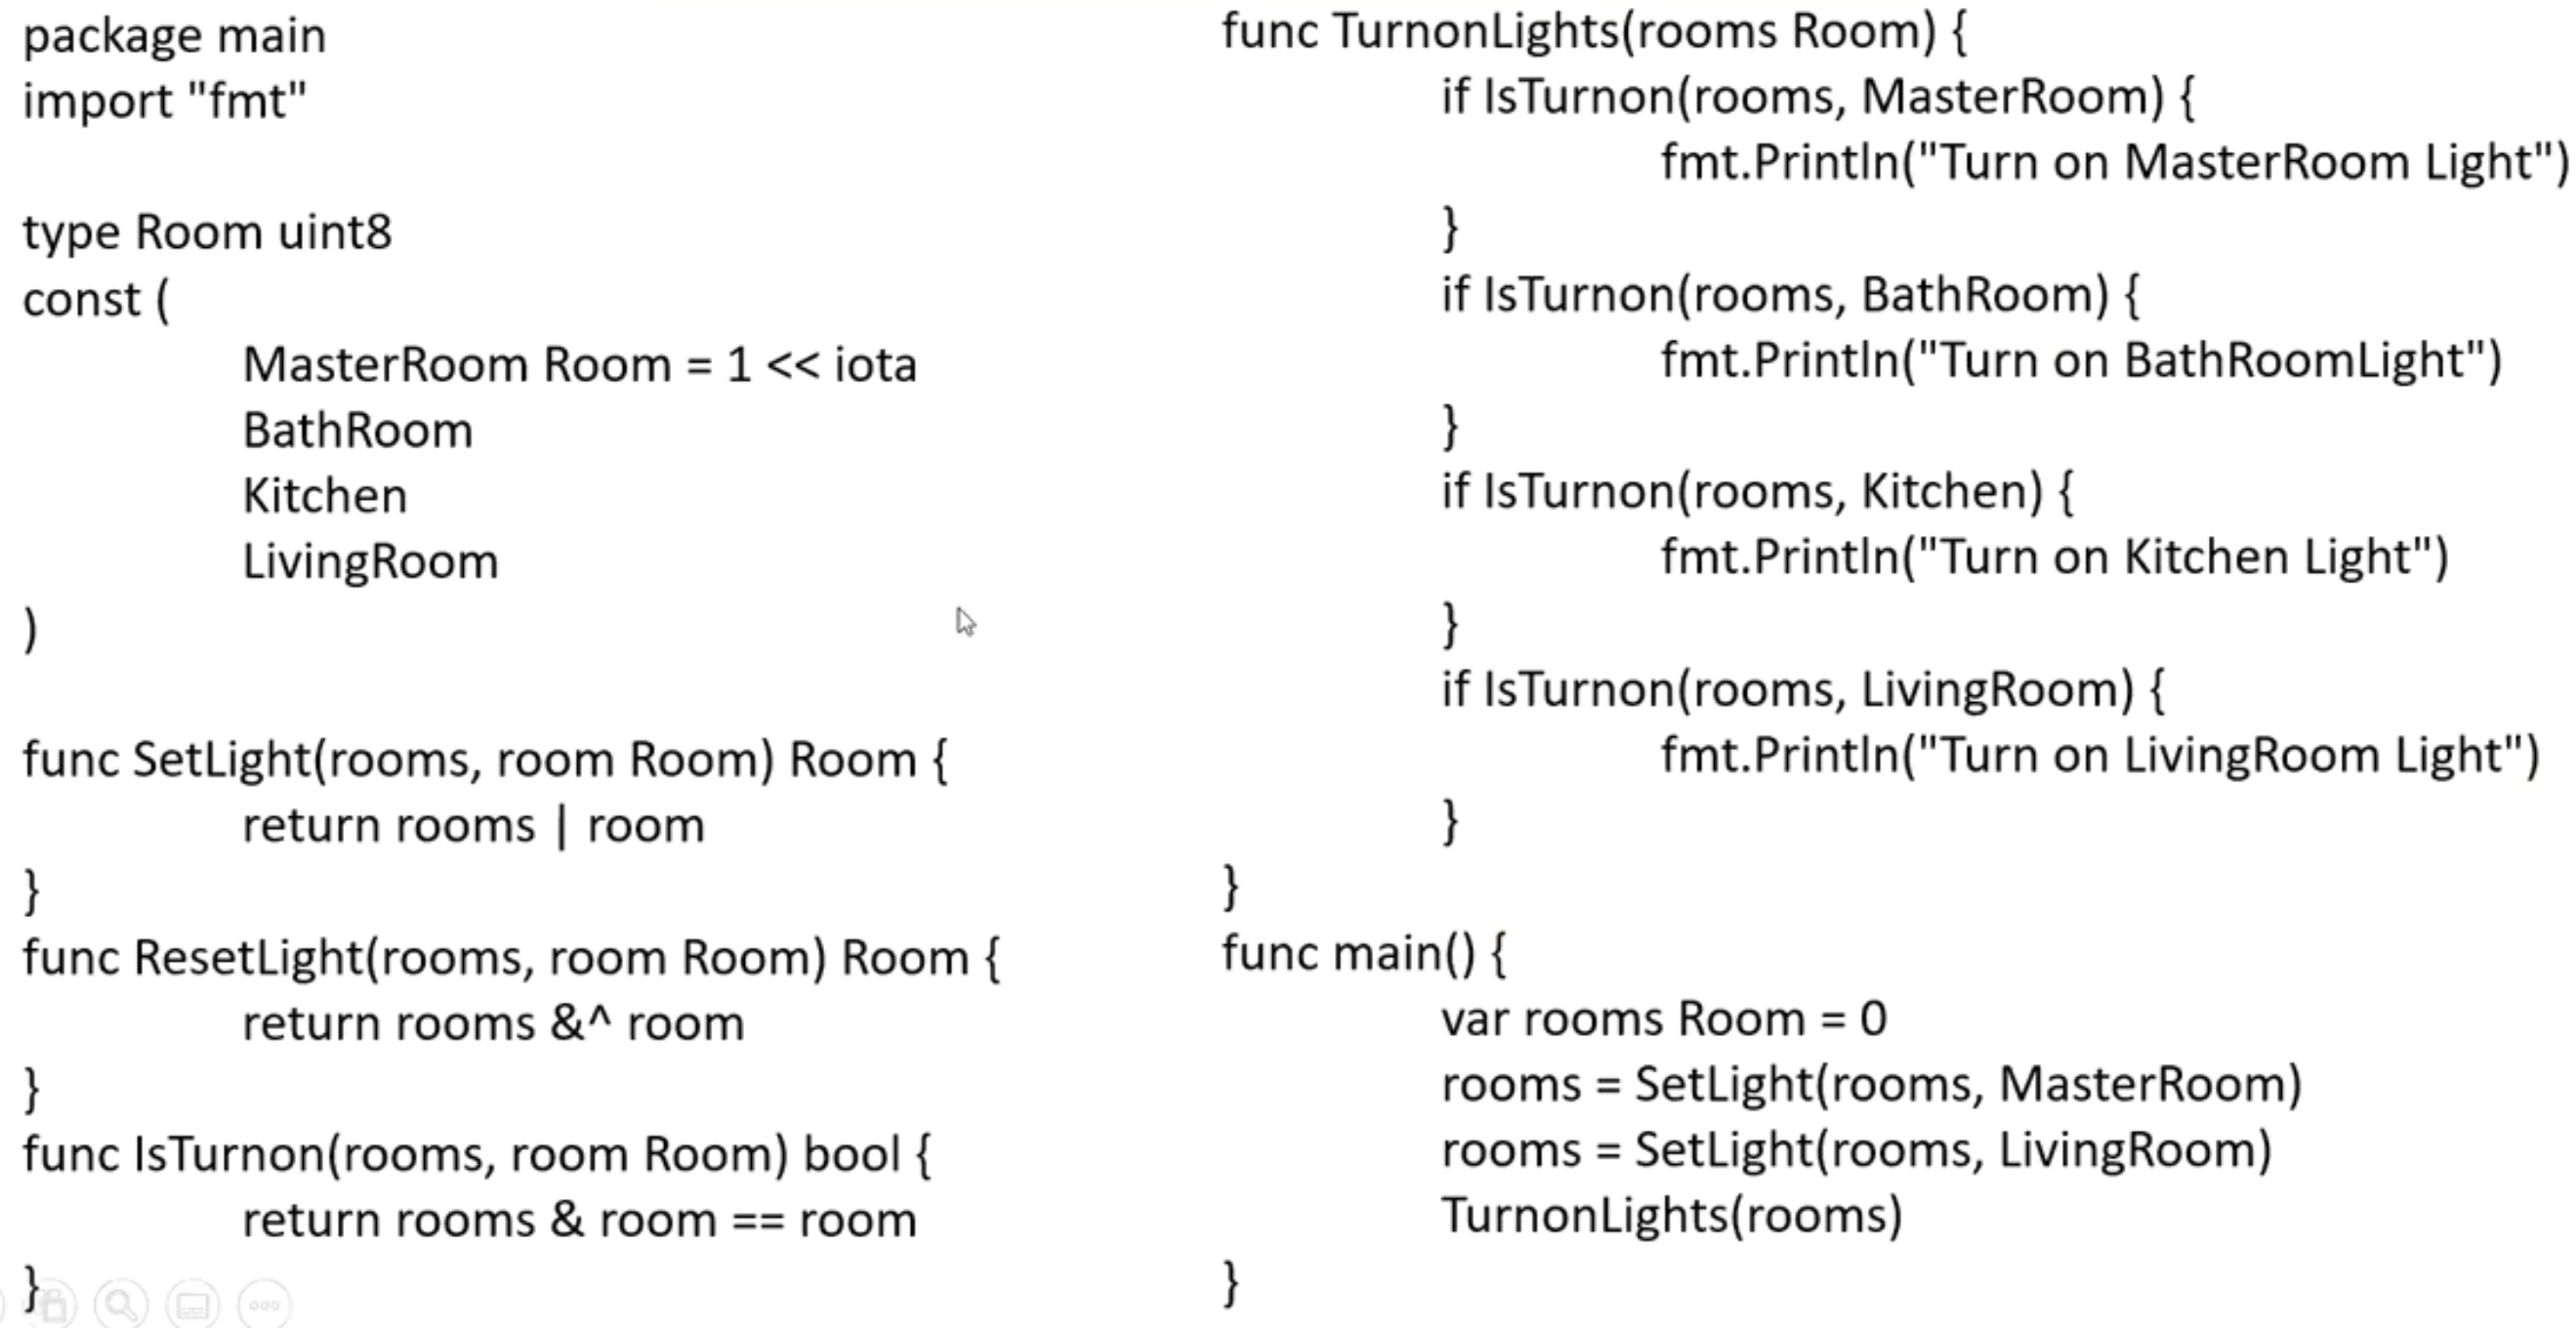 package main
import "fmt"
type Room uint8
const (
MasterRoom Room = 1 << iota
BathRoom
Kitchen
LivingRoom
)
func SetLight(rooms, room Room) Room {
return rooms | room
}
func ResetLight(rooms, room Room) Room {
return rooms &^ room
}
func IsTurnon(rooms, room Room) bool {
return rooms & room == room
}
func TurnonLights(rooms Room) {
if IsTurnon(rooms, MasterRoom) {
fmt.Println("Turn on MasterRoom Light")
}
if IsTurnon(rooms, BathRoom) {
fmt.Println("Turn on BathRoomLight")
}
if IsTurnon(rooms, Kitchen) {
fmt.Println("Turn on Kitchen Light")
}
if IsTurnon(rooms, LivingRoom) {
fmt.Println("Turn on LivingRoom Light")
}
}
func main() {
var rooms Room = 0
rooms = SetLight(rooms, MasterRoom)
rooms = SetLight(rooms, LivingRoom)
TurnonLights(rooms)
}